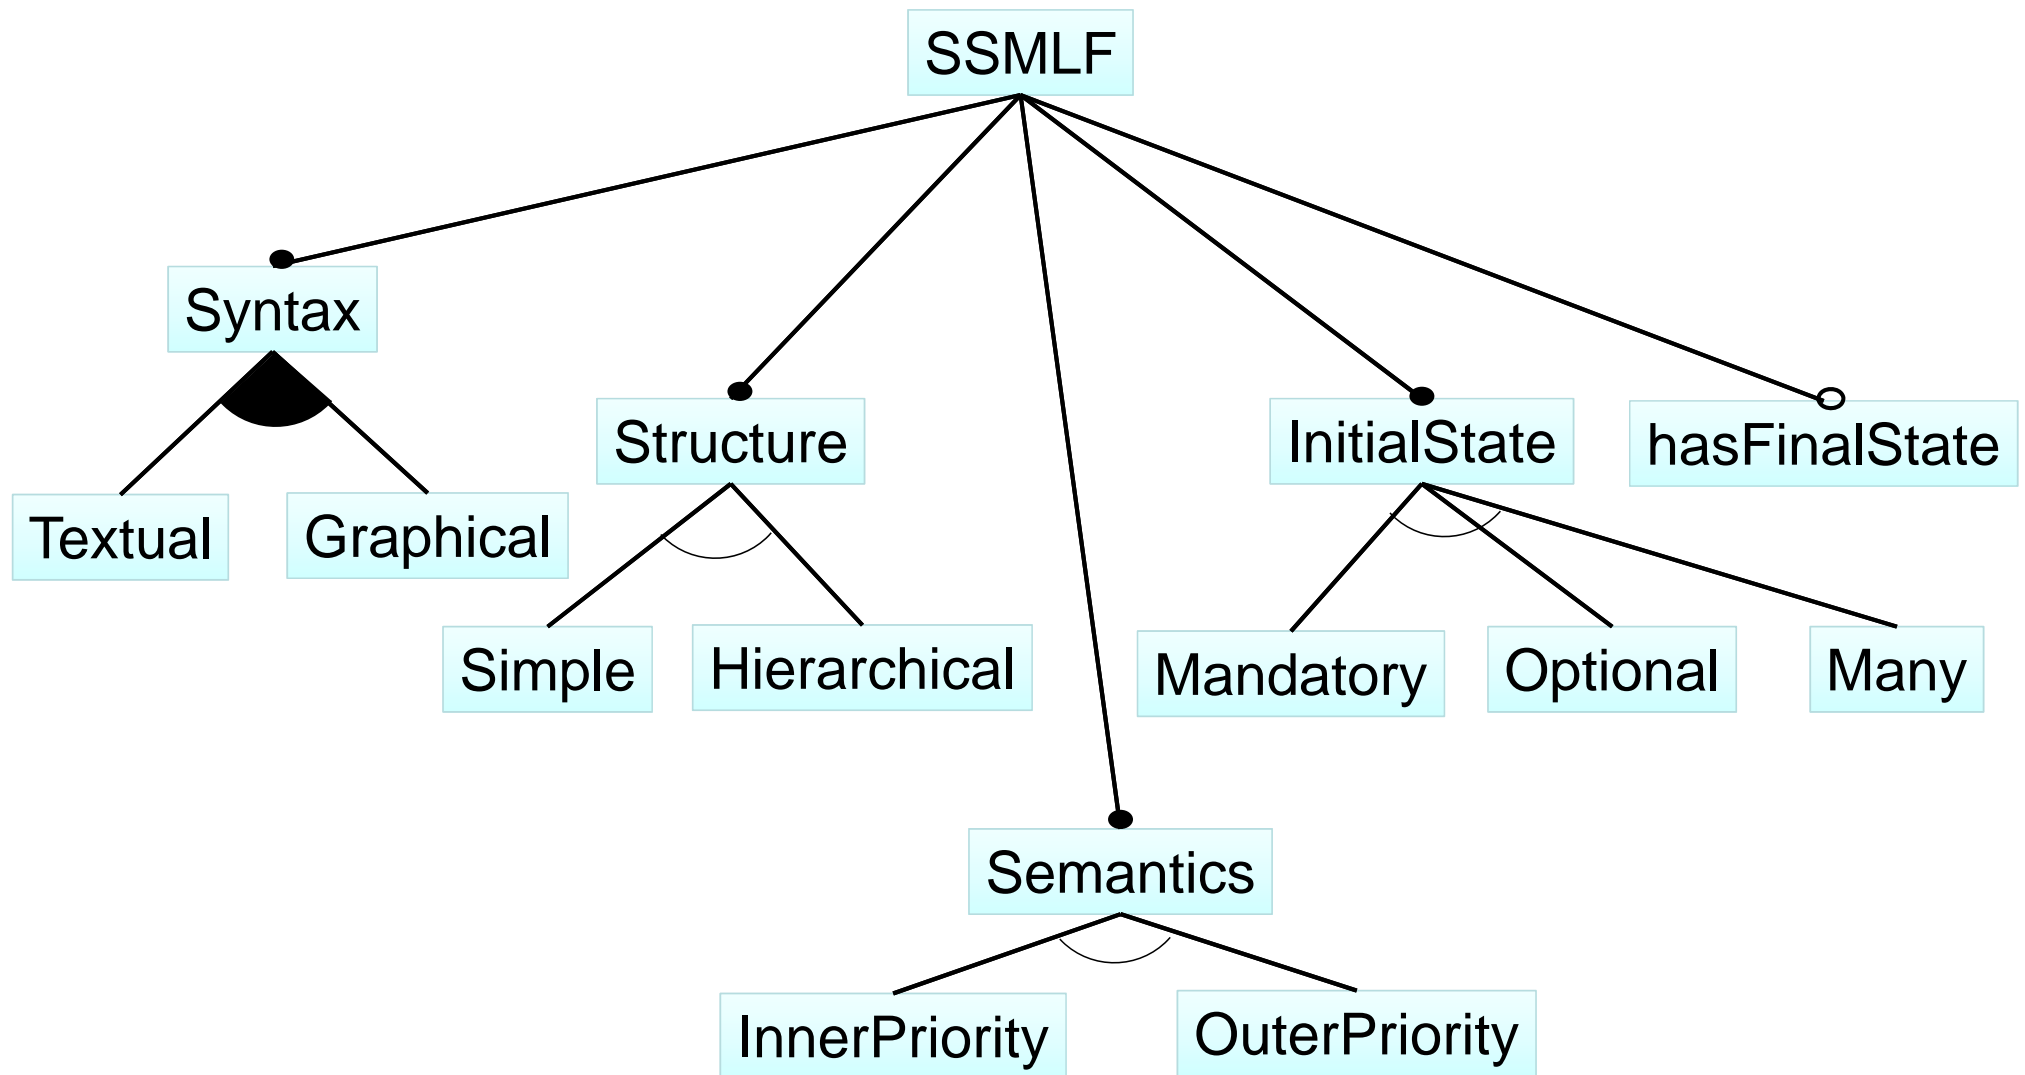 SSMLF
Syntax
Structure
InitialState
hasFinalState
Textual
Graphical
Simple
Hierarchical
Mandatory
Optional
Many
Semantics
InnerPriority
OuterPriority